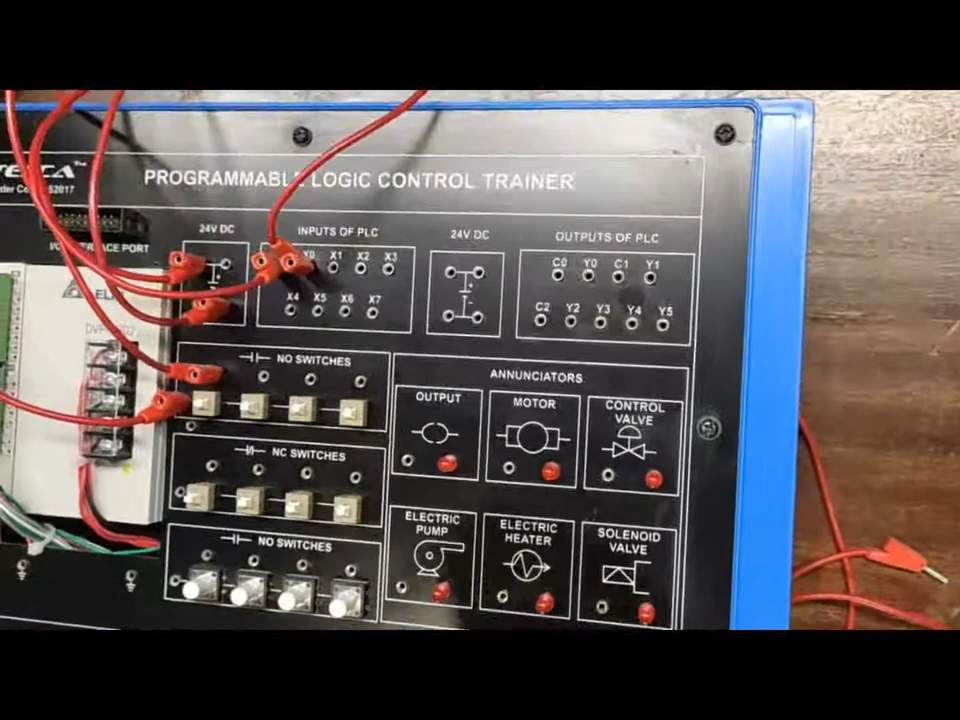 PROGRAMMABLE LOGIC CONTROL TRAINER
24V DC
INPUTS OF PLC
24V DC
OUTPUTS OF PLC
X1 X2 X3
X4 X5 X6 X7
C0 Y0 C1 Y1
C2 Y2 Y3 Y4 Y5
NO SWITCHES
NC SWITCHES
NO SWITCHES
ANNUNCIATORS
OUTPUT
MOTOR
CONTROL
VALVE
ELECTRIC
PUMP
ELECTRIC
HEATER
SOLENOID
VALVE